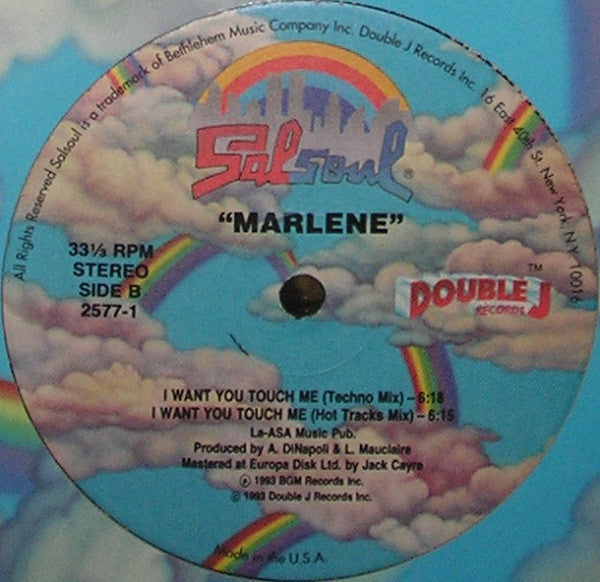 All Rights Reserved Salsoul is a trademark of Bethlehem Music Company Inc. Double J Records Inc. 16 East 40th St. New York, NY 10016
Salsoul®
"MARLENE"
33⅓ RPM
STEREO
SIDE B
2577-1
DOUBLE J ™
RECORDS
I WANT YOU TOUCH ME (Techno Mix) – 6:18
I WANT YOU TOUCH ME (Hot Tracks Mix) – 6:15
La-ASA Music Pub.
Produced by A. DiNapoli & L. Mauclaire
Mastered at Europa Disk Ltd. by Jack Cayre
℗ 1993 BGM Records Inc.
© 1993 Double J Records Inc.
Made in the U.S.A.